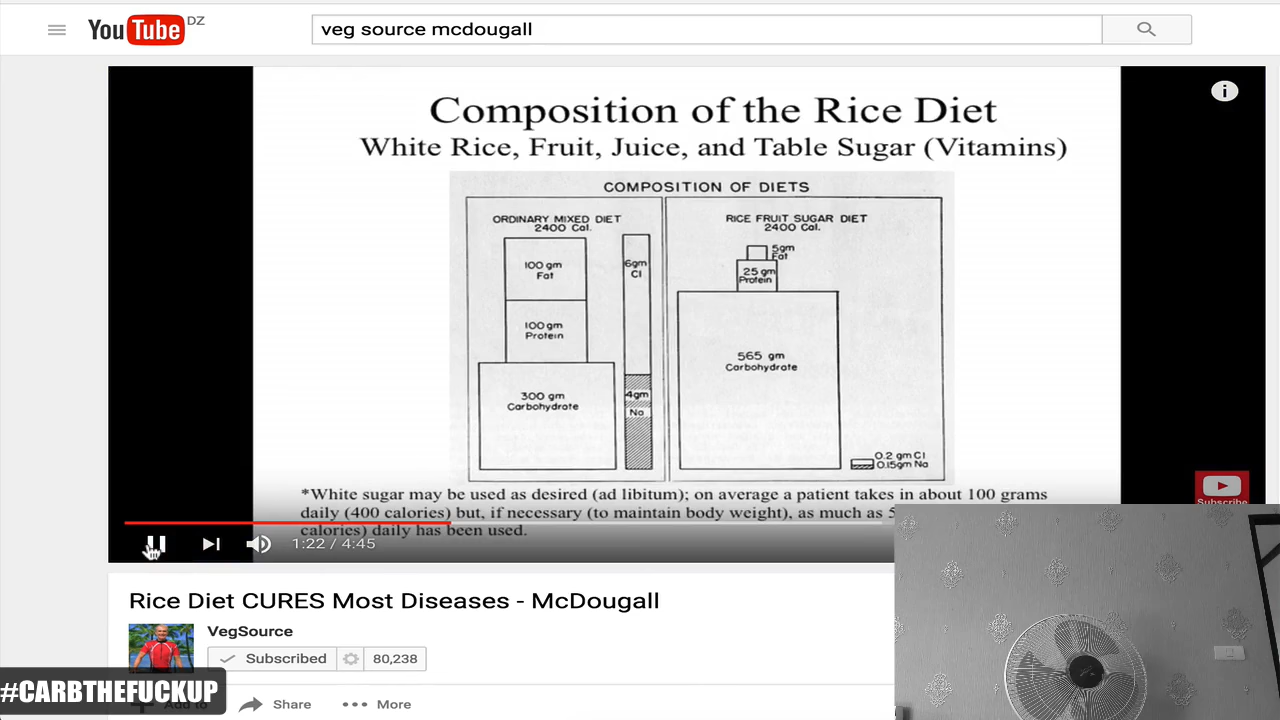 YouTube DZ
veg source mcdougall
Composition of the Rice Diet
White Rice, Fruit, Juice, and Table Sugar (Vitamins)
COMPOSITION OF DIETS
ORDINARY MIXED DIET
2400 Cal.
100 gm
Fat
100 gm
Protein
300 gm
Carbohydrate
6gm
Cl
4gm
Na
RICE FRUIT SUGAR DIET
2400 Cal.
5gm
Fat
25 gm
Protein
565 gm
Carbohydrate
0.2 gm Cl
0.15gm Na
*White sugar may be used as desired (ad libitum); on average a patient takes in about 100 grams
daily (400 calories) but, if necessary (to maintain body weight), as much as 5
calories) daily has been used.
Subscribe
1:22 / 4:45
Rice Diet CURES Most Diseases - McDougall
VegSource
Subscribed 80,238
#CARBTHEFUCKUP
Add to Share More